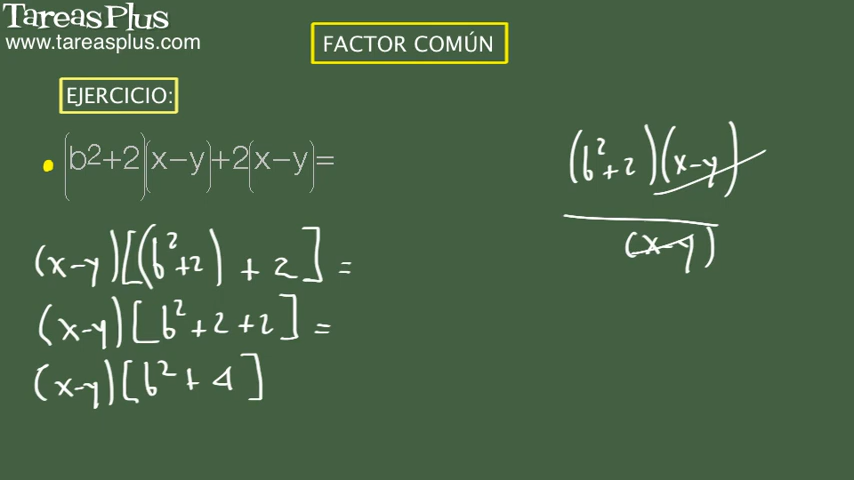 TareasPlus
www.tareasplus.com
FACTOR COMÚN
EJERCICIO:
(b2+2)(x-y)+2(x-y)=
(x-y)[(b²+2) + 2] =
(x-y)[b²+2+2] =
(x-y)[b²+4]
(b²+2)(x-y)
(x-y)